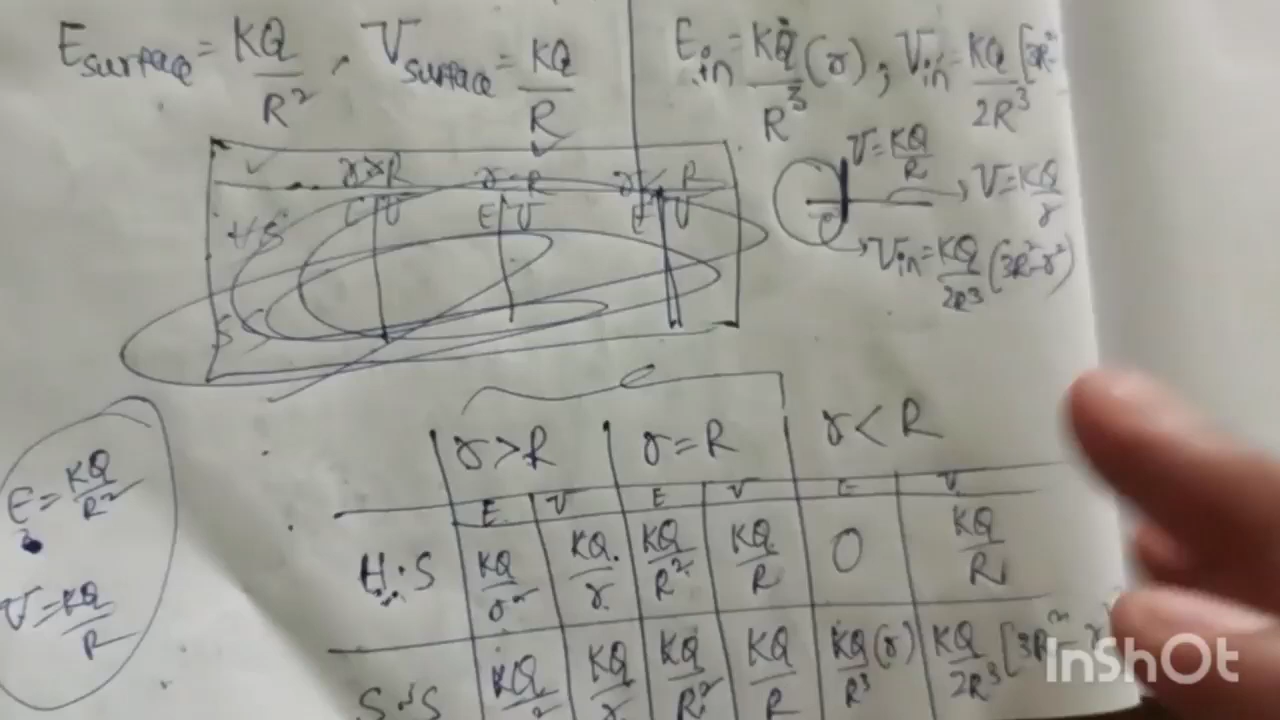 E surface = KQ/R², V surface = KQ/R
E in = KQ/R³ (r); V in = KQ/2R³ [3R²
V = KQ/R
V = KQ/r
V in = KQ/2R³ (3R²-r²)
r>R r=R r<R
E V E V E V
H.S
S.S
r>R r=R r<R
E V E V E V
H.S KQ/r² KQ/r KQ/R² KQ/R 0 KQ/R
S.S KQ/r² KQ/r KQ/R² KQ/R KQ/R³ (r) KQ/2R³ [3R²-r
E = KQ/R²
V = KQ/R
InShOt